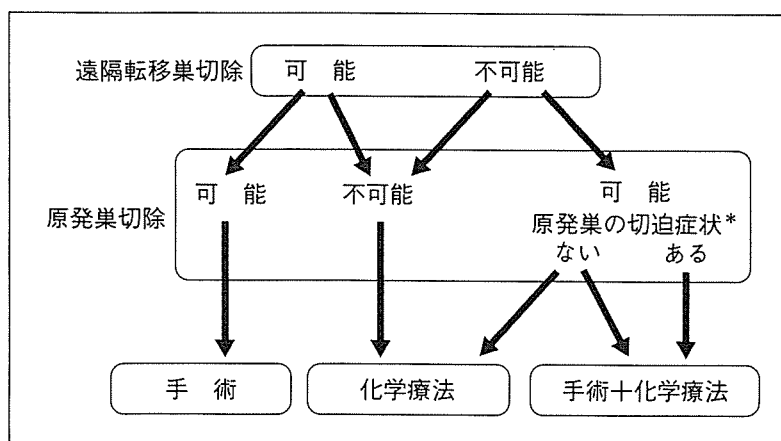 遠隔転移巣切除 可 能 不可能
原発巣切除 可 能 不可能 可 能
原発巣の切迫症状*
ない ある
手 術 化学療法 手術＋化学療法